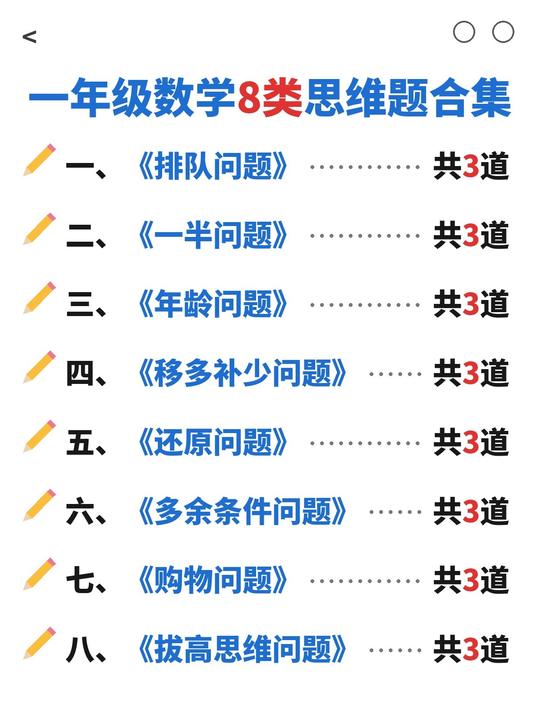 <
一年级数学8类思维题合集
一、《排队问题》 ············ 共3道
二、《一半问题》 ············ 共3道
三、《年龄问题》 ············ 共3道
四、《移多补少问题》 ······ 共3道
五、《还原问题》 ············ 共3道
六、《多余条件问题》 ······ 共3道
七、《购物问题》 ············ 共3道
八、《拔高思维问题》 ······ 共3道